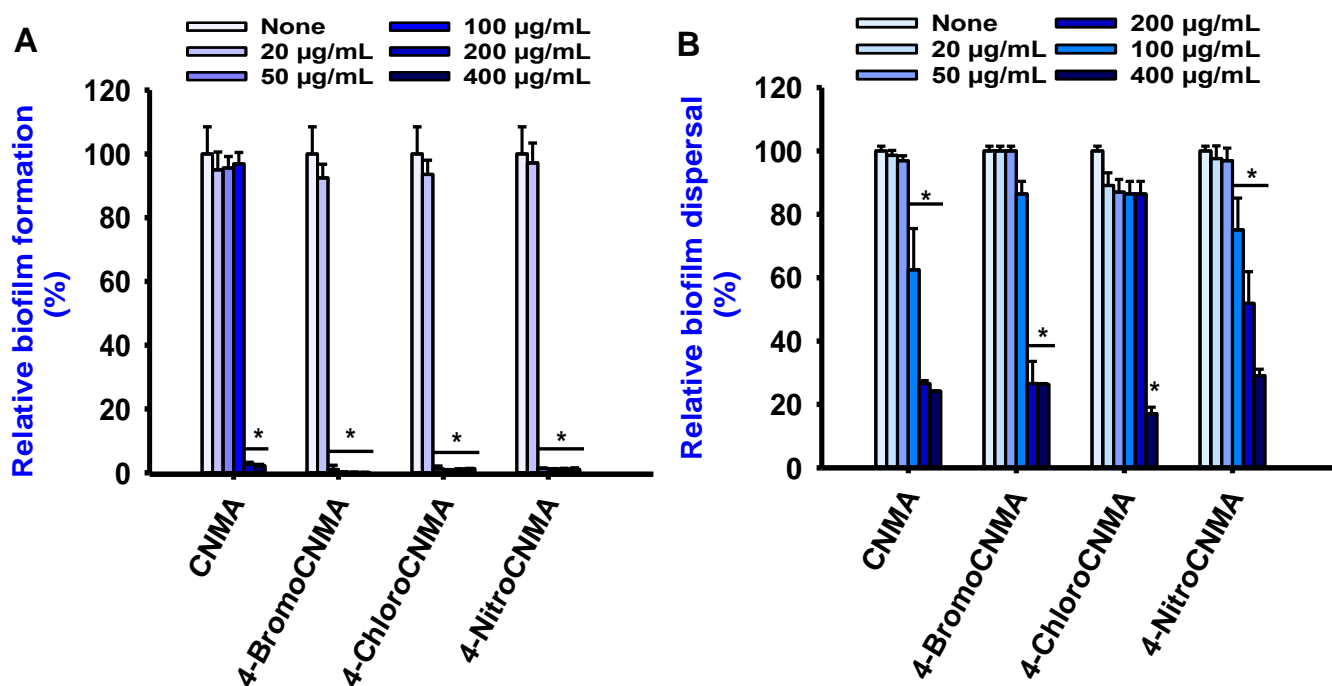 A
None
20 µg/mL
50 µg/mL
100 µg/mL
200 µg/mL
400 µg/mL
Relative biofilm formation
(%)
120
100
80
60
40
20
0
*
*
*
*
CNMA
4-BromoCNMA
4-ChloroCNMA
4-NitroCNMA
B
None
20 µg/mL
50 µg/mL
200 µg/mL
100 µg/mL
400 µg/mL
Relative biofilm dispersal
(%)
120
100
80
60
40
20
0
*
*
*
*
CNMA
4-BromoCNMA
4-ChloroCNMA
4-NitroCNMA